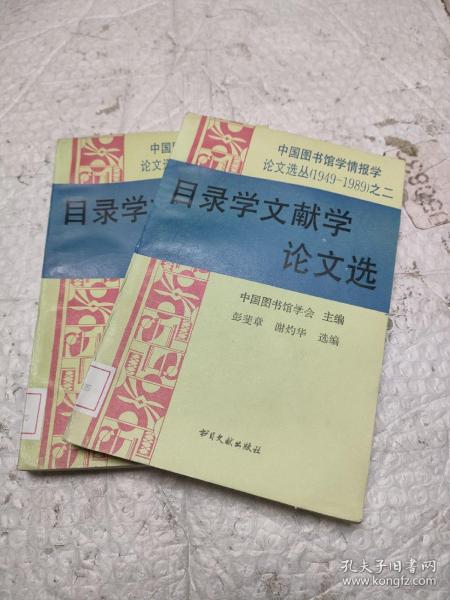 中国图书馆学情报学
论文选丛(1949-1989)之二
目录学文献学
论文选
中国图书馆学会 主编
彭斐章 谢灼华 选编
书目文献出版社
中国图
论文选
目录学
孔夫子旧书网
www.kongfz.com